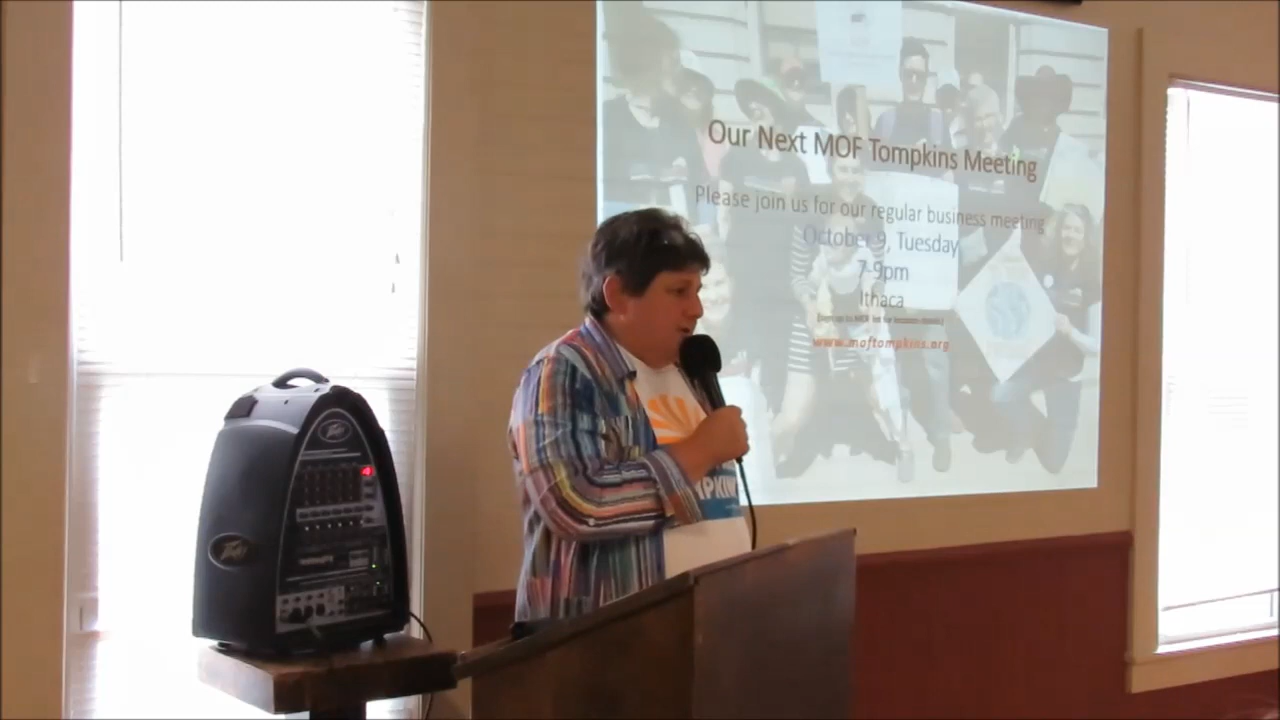 Our Next MOF Tompkins Meeting
Please join us for our regular business meeting
October 9, Tuesday
7-9pm
Ithaca
www.moftompkins.org
MPKINS